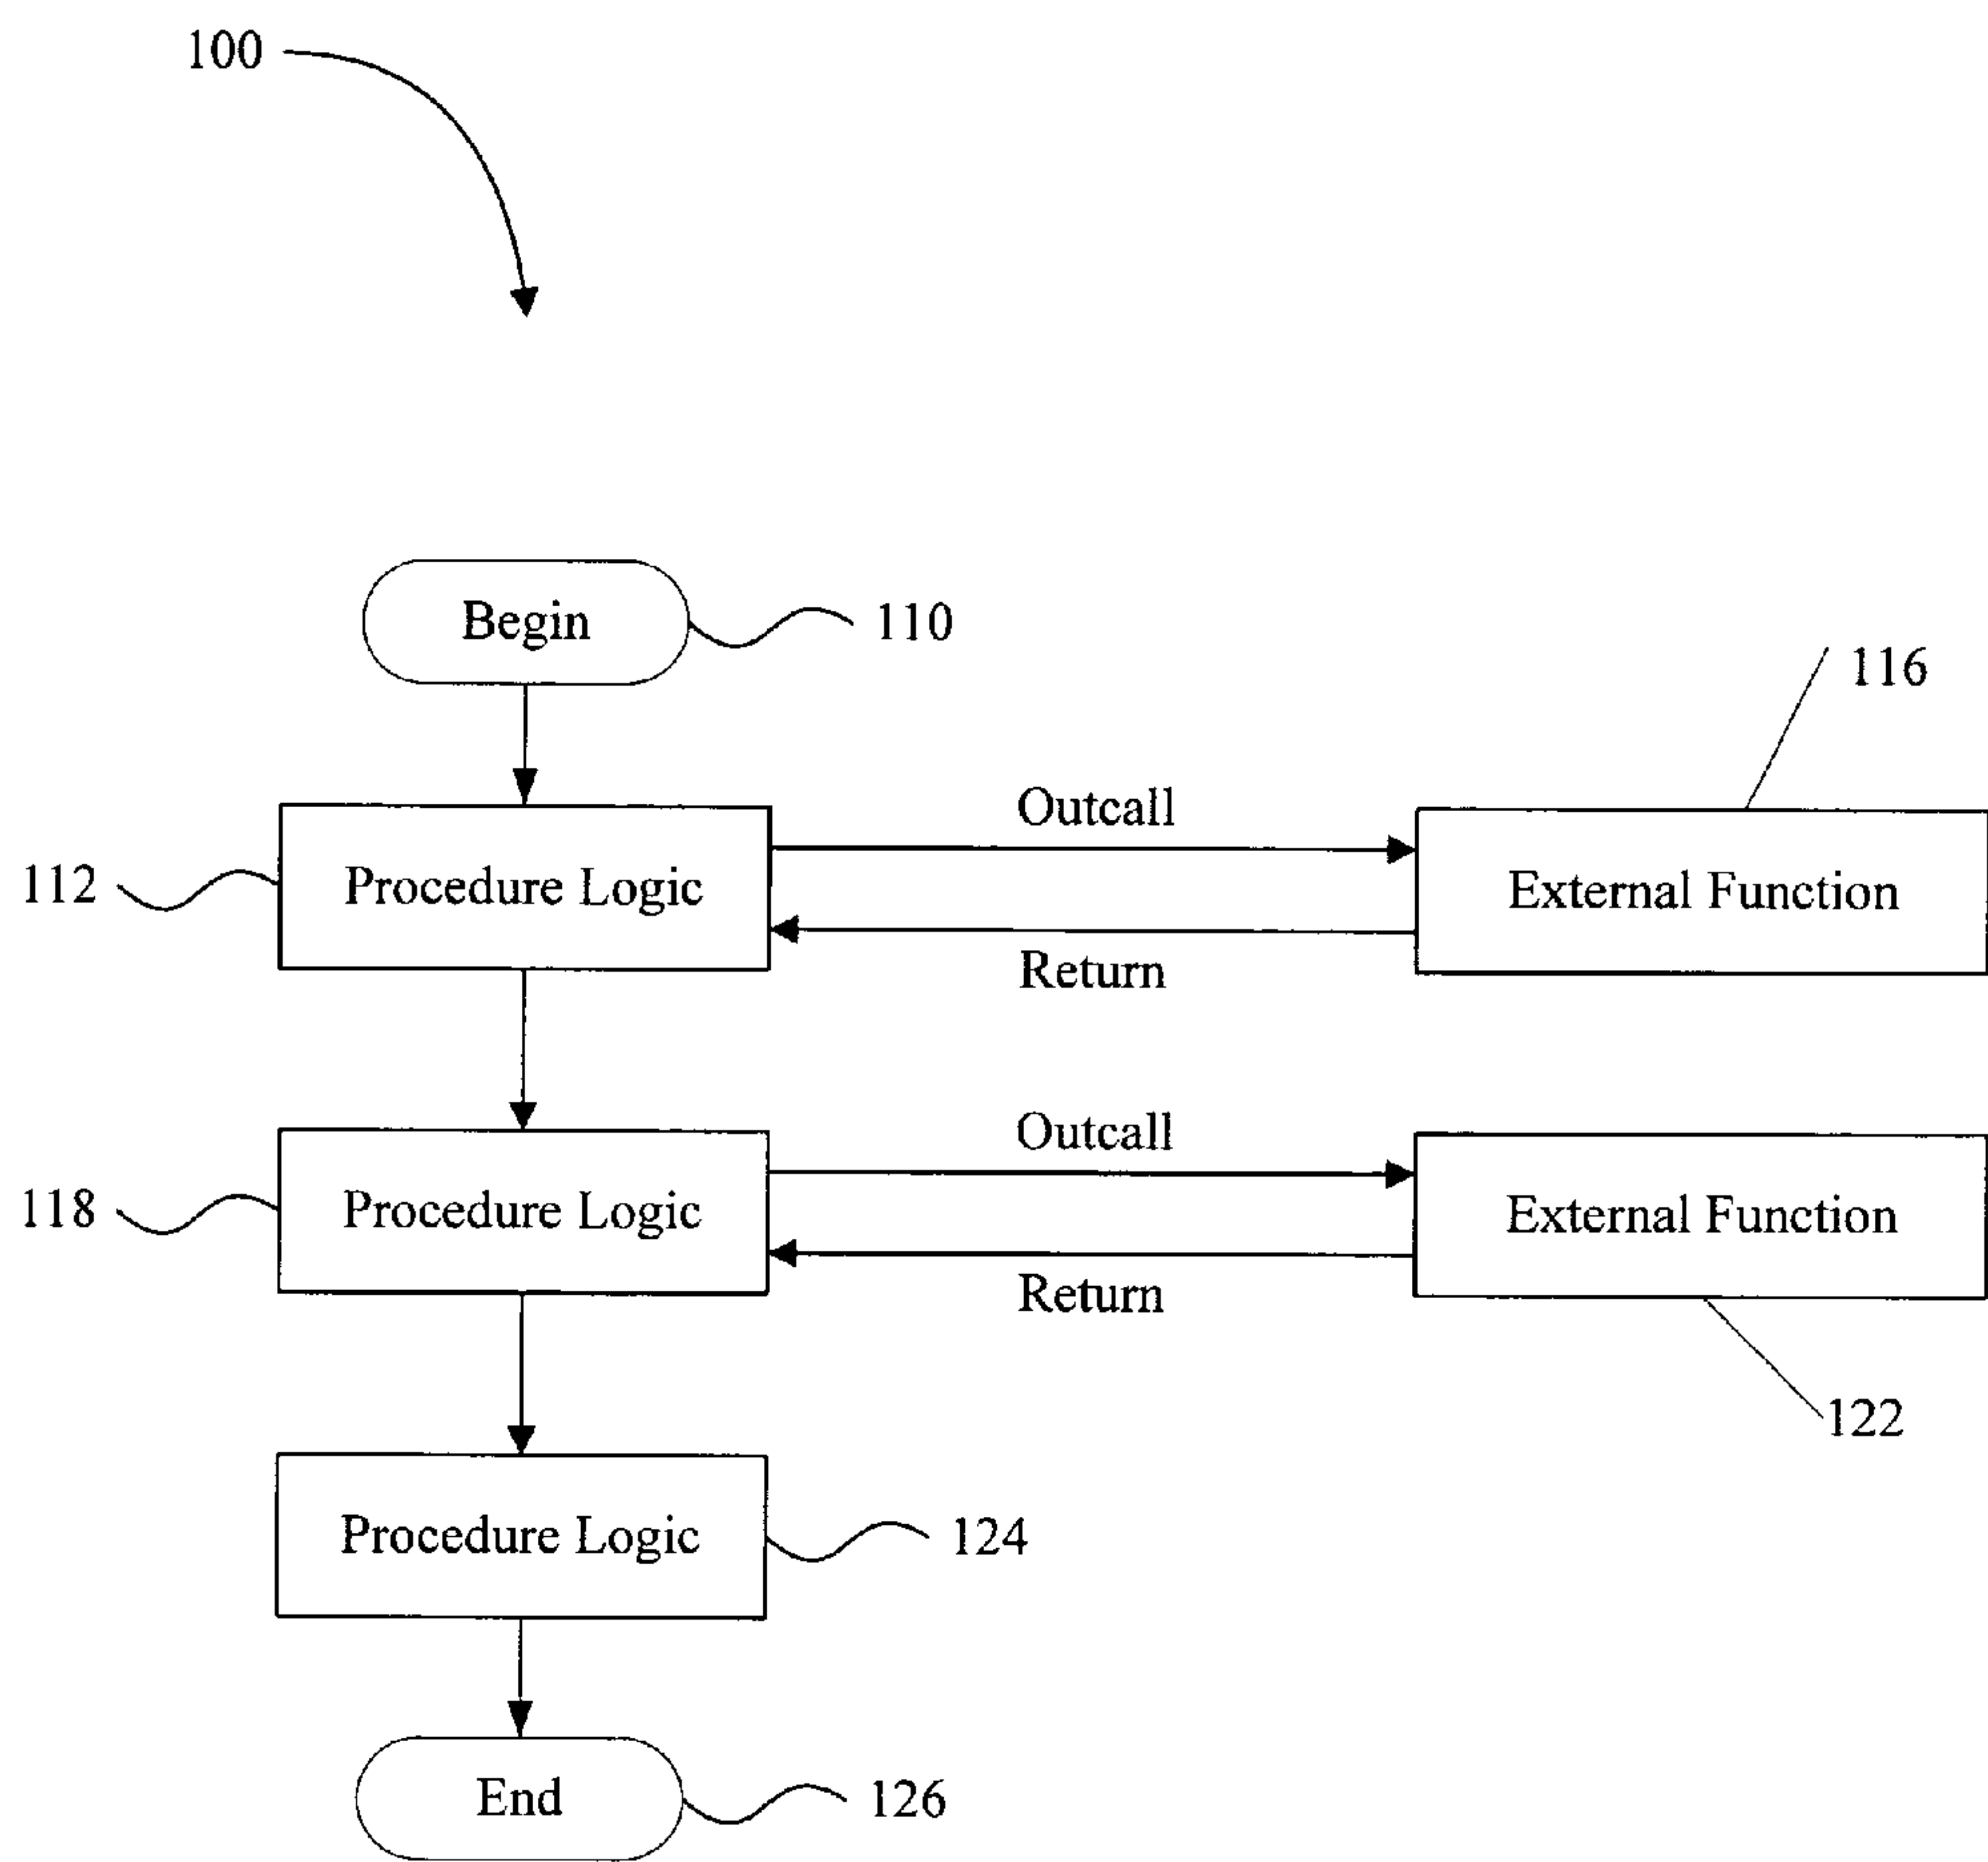 100
Begin
110
116
Outcall
112
Procedure Logic
External Function
Return
Outcall
118
Procedure Logic
External Function
Return
122
Procedure Logic
124
End
126